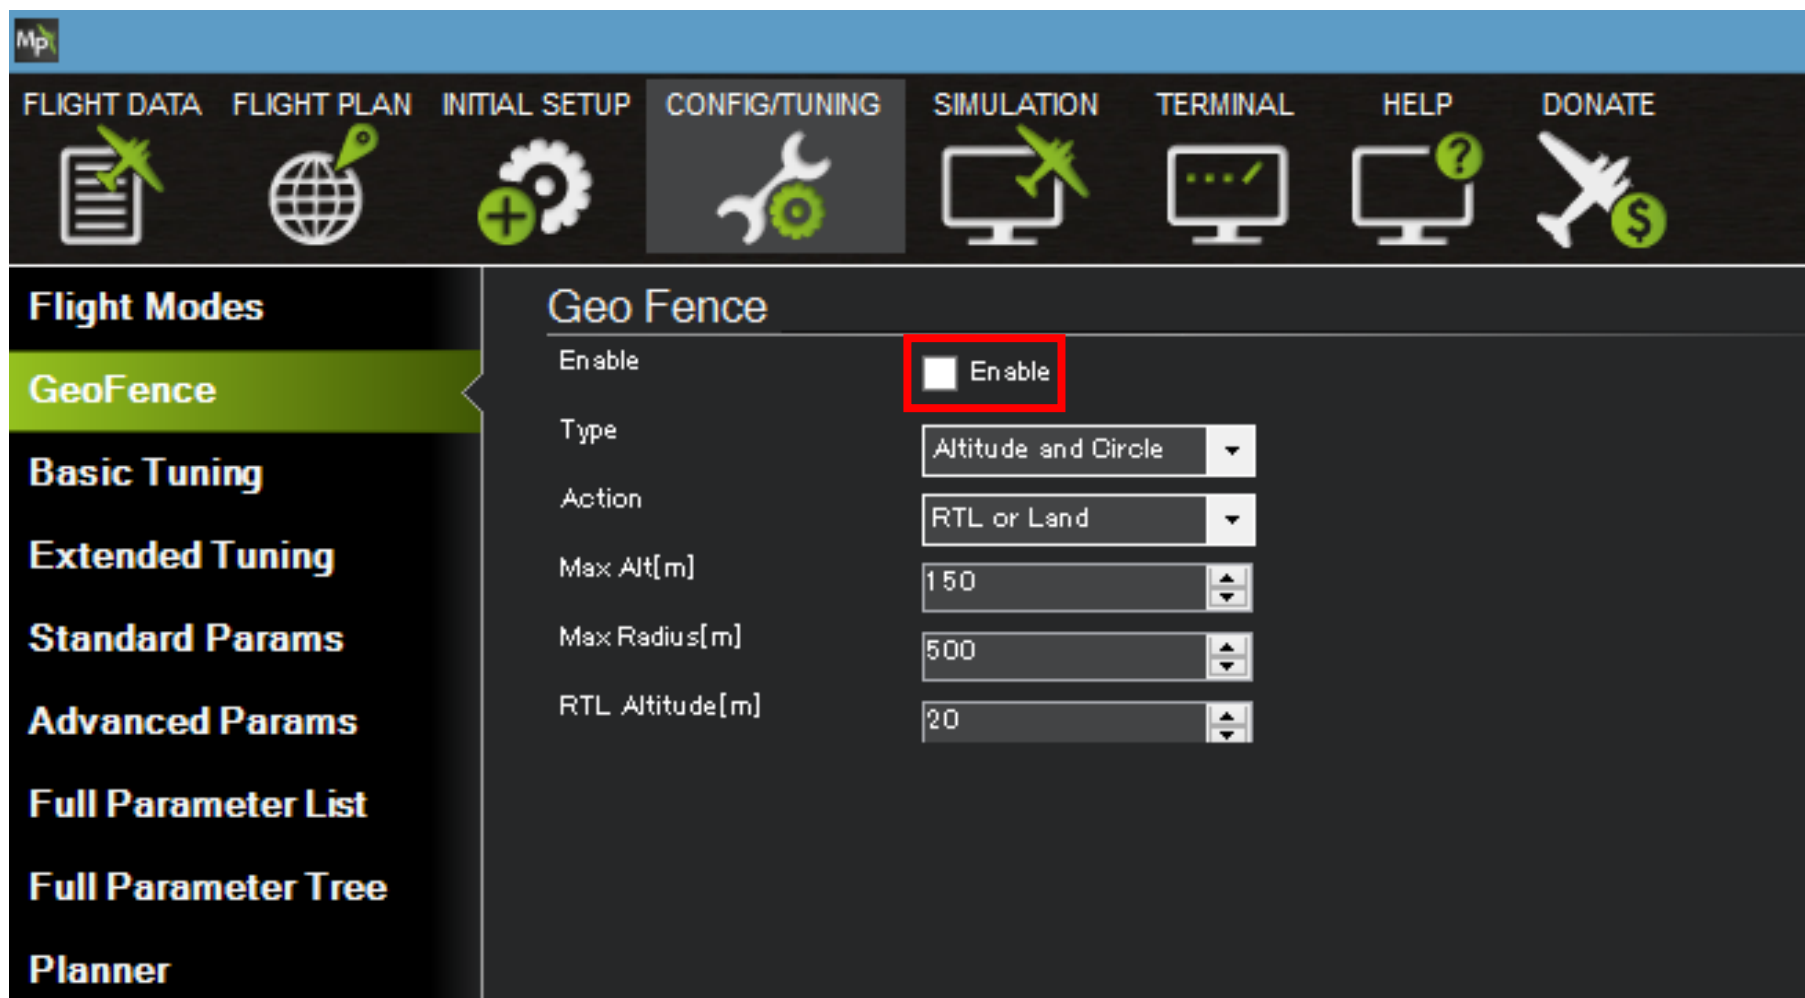 Mp
FLIGHT DATA FLIGHT PLAN INITIAL SETUP CONFIG/TUNING SIMULATION TERMINAL HELP DONATE
?
$
Flight Modes
GeoFence
Basic Tuning
Extended Tuning
Standard Params
Advanced Params
Full Parameter List
Full Parameter Tree
Planner
Geo Fence
Enable Enable
Type Altitude and Circle
Action RTL or Land
Max Alt[m] 150
Max Radius[m] 500
RTL Altitude[m] 20